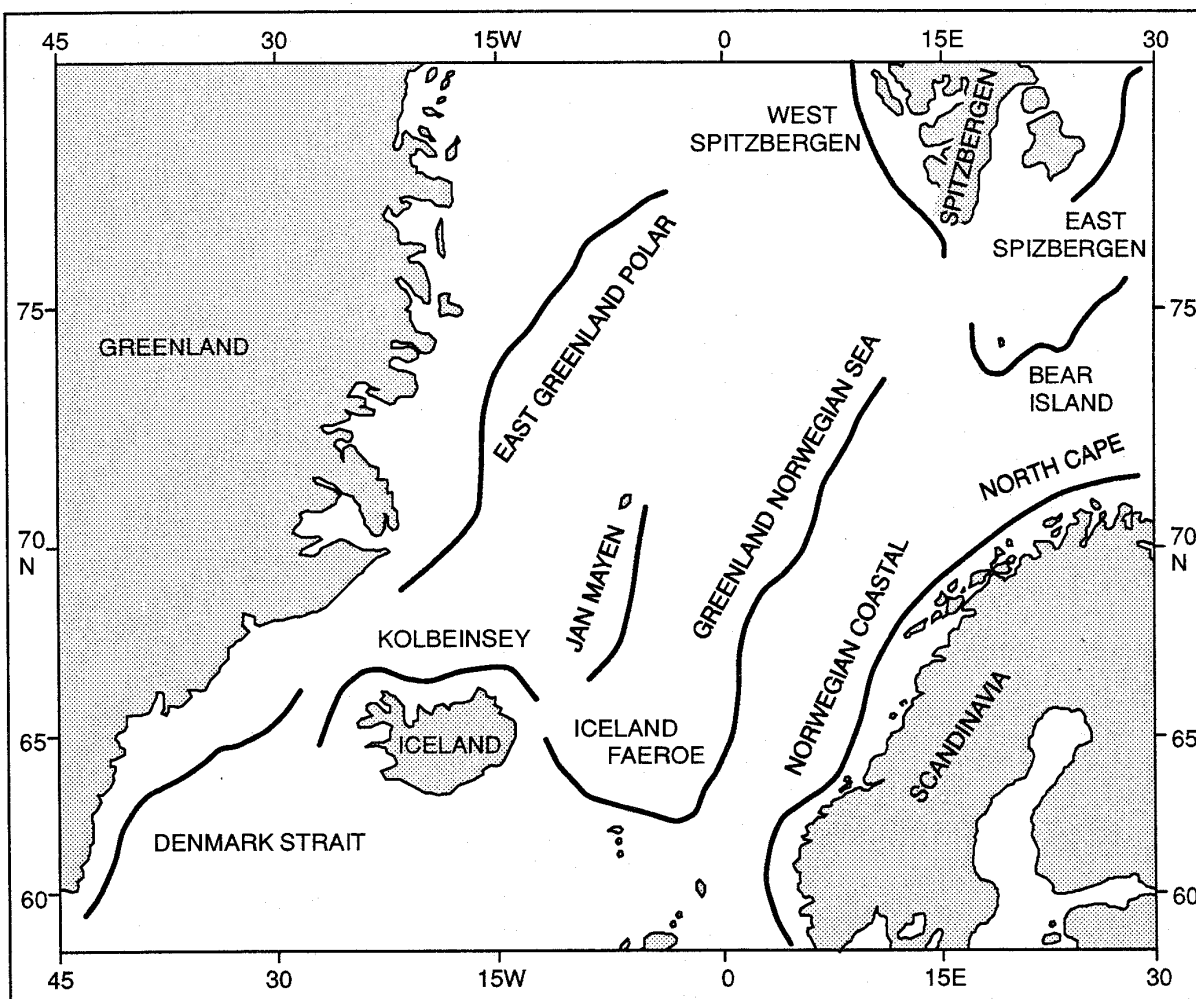 45 30 15W 0 15E 30
WEST
SPITZBERGEN
SPITZBERGEN
EAST
SPIZBERGEN
75 75
GREENLAND
EAST GREENLAND POLAR
BEAR
ISLAND
GREENLAND NORWEGIAN SEA
NORTH CAPE
70
N
70
N
JAN MAYEN
NORWEGIAN COASTAL
KOLBEINSEY
ICELAND
FAEROE
ICELAND
SCANDINAVIA
65 65
DENMARK STRAIT
60 60
45 30 15W 0 15E 30